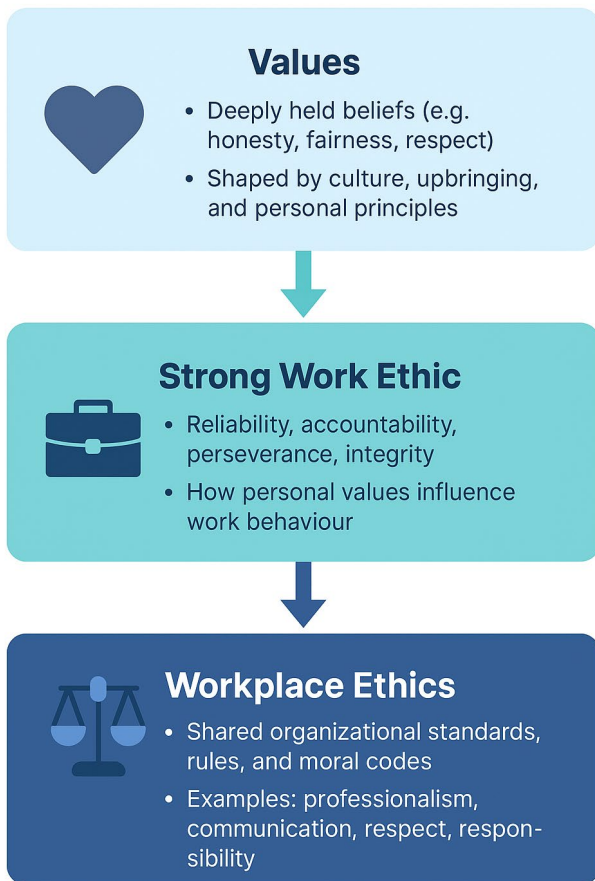 Values
• Deeply held beliefs (e.g.
honesty, fairness, respect)
• Shaped by culture, upbringing,
and personal principles
Strong Work Ethic
• Reliability, accountability,
perseverance, integrity
• How personal values influence
work behaviour
Workplace Ethics
• Shared organizational standards,
rules, and moral codes
• Examples: professionalism,
communication, respect, respon-
sibility